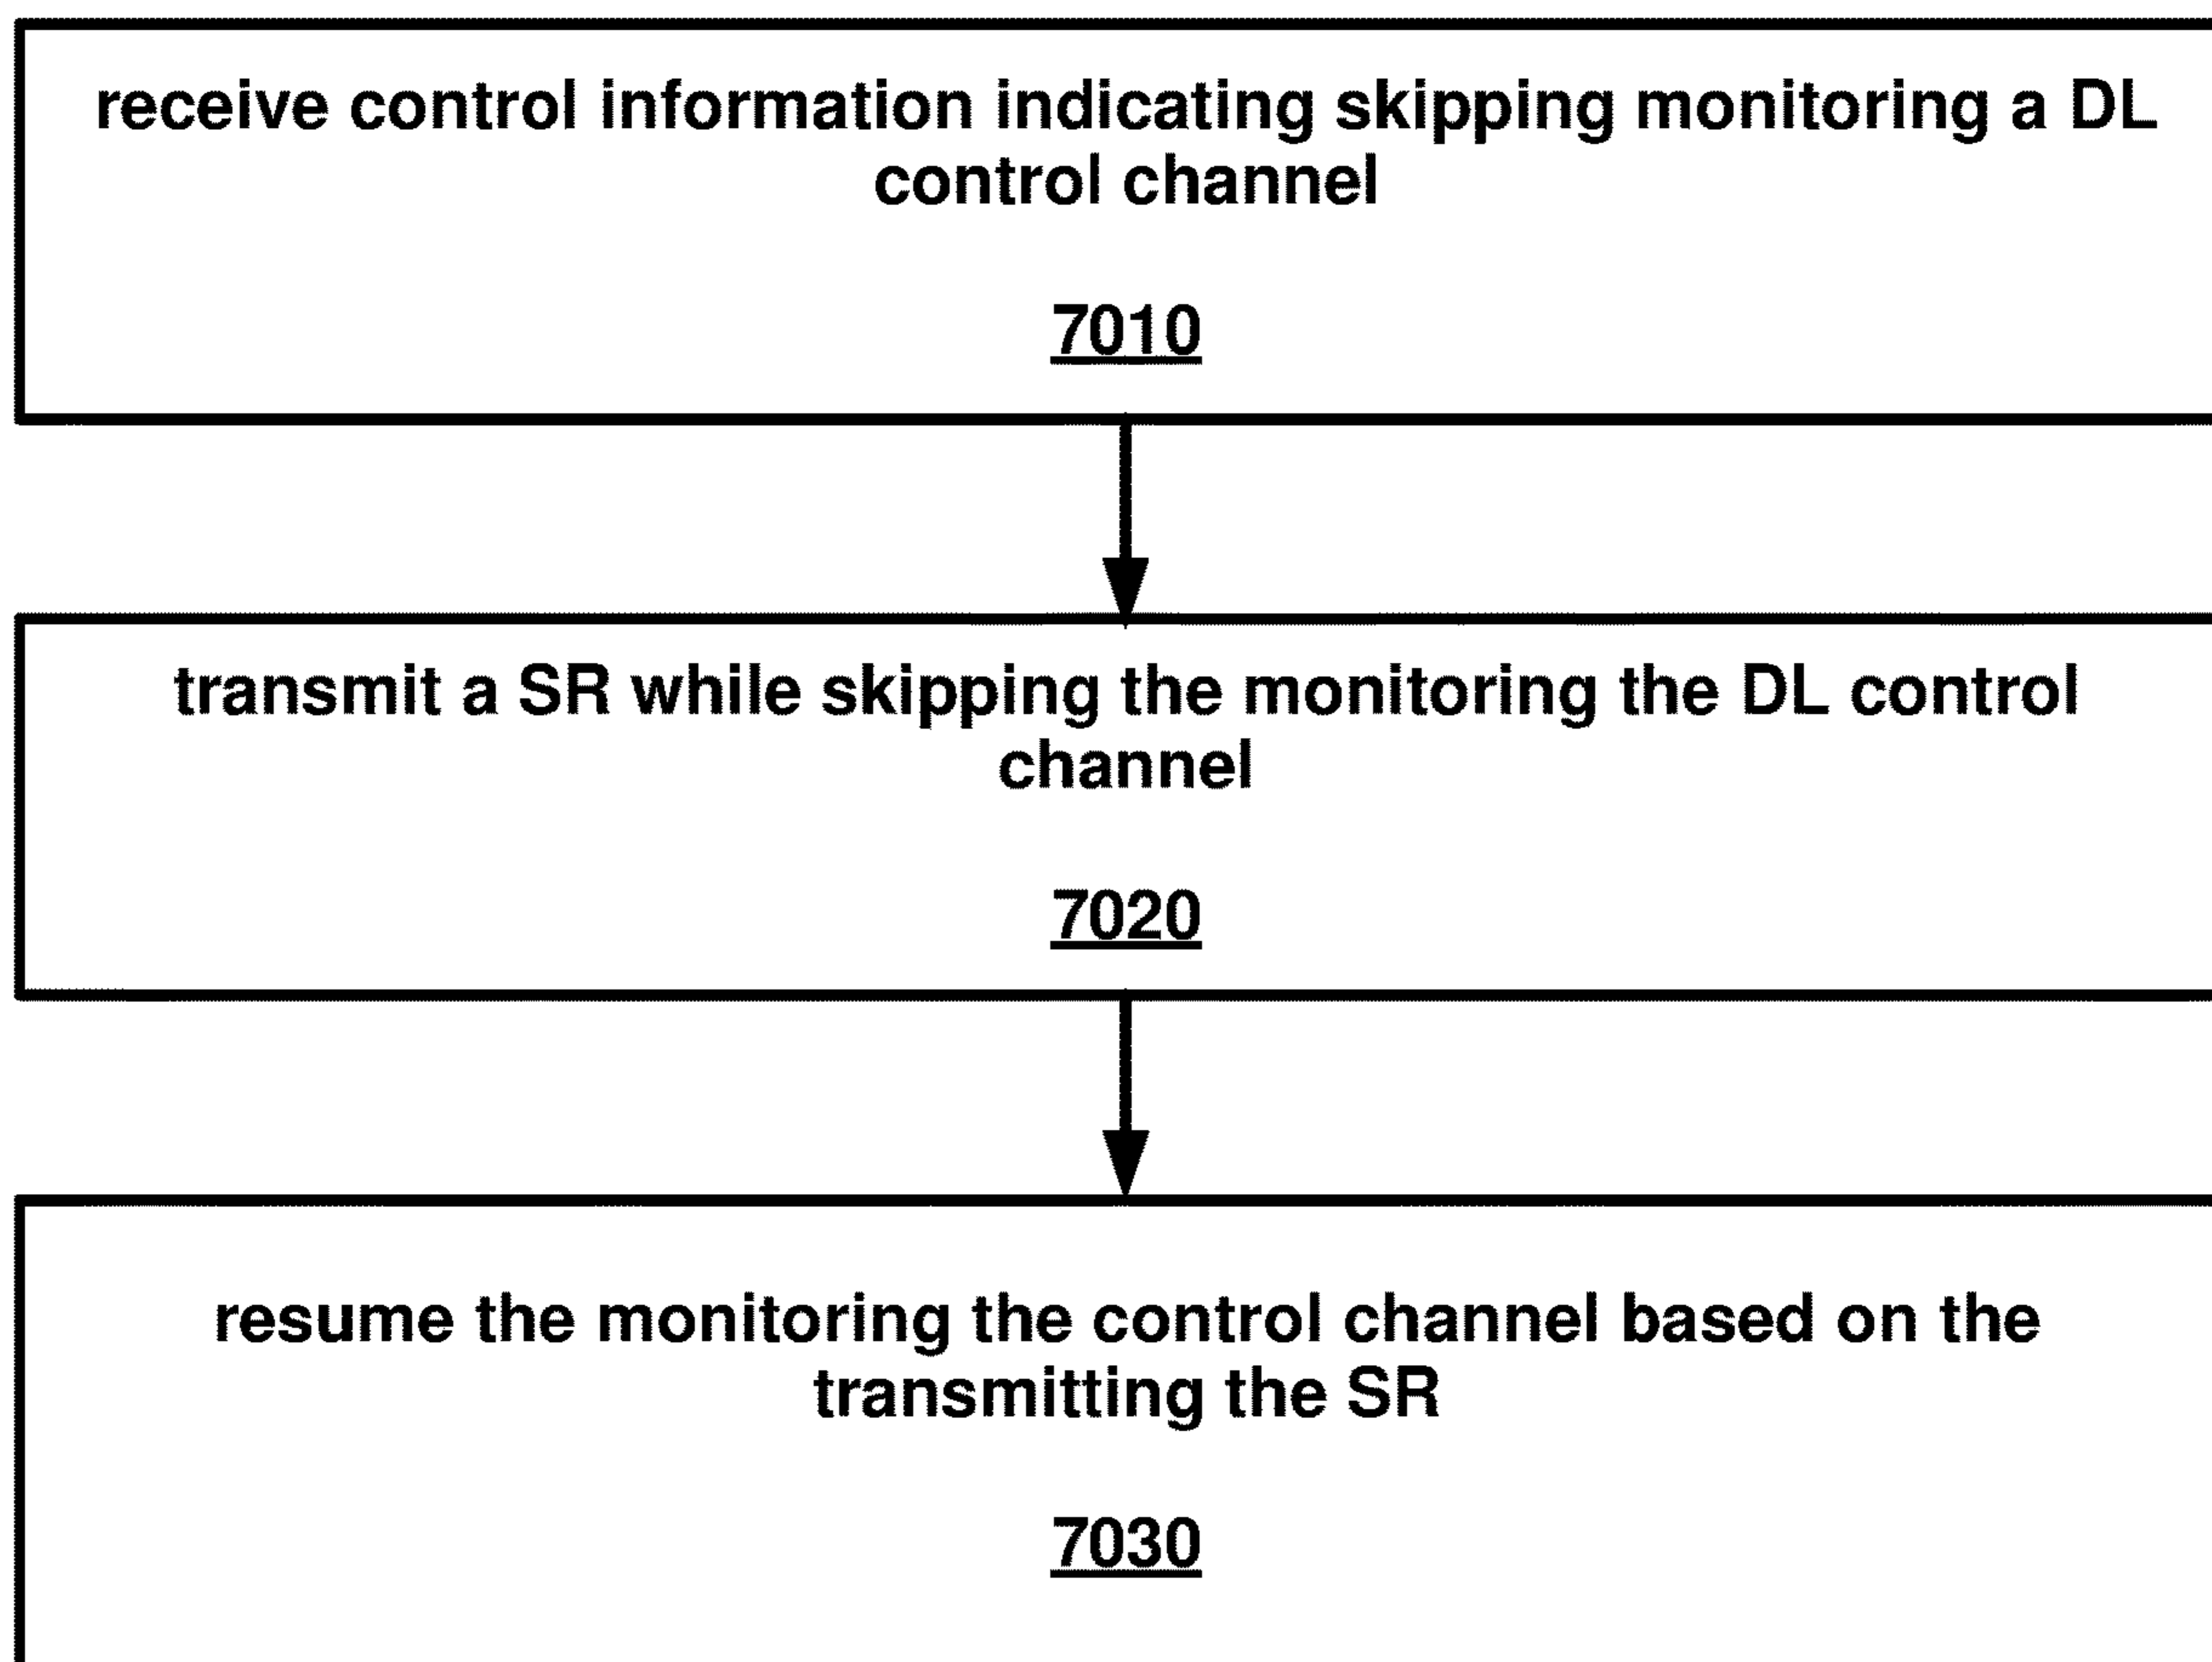 receive control information indicating skipping monitoring a DL
control channel
7010
transmit a SR while skipping the monitoring the DL control
channel
7020
resume the monitoring the control channel based on the
transmitting the SR
7030